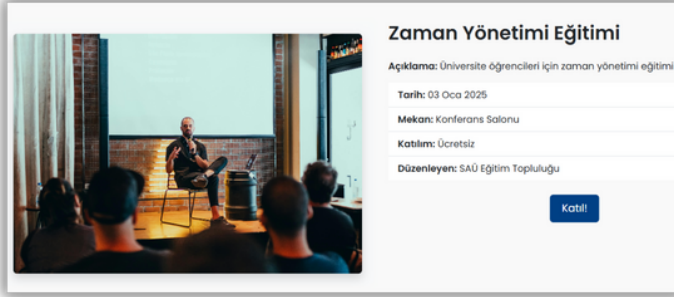 Zaman Yönetimi Eğitimi
Açıklama: Üniversite öğrencileri için zaman yönetimi eğitimi
Tarih: 03 Oca 2025
Mekan: Konferans Salonu
Katılım: Ücretsiz
Düzenleyen: SAÜ Eğitim Topluluğu
Katıl!